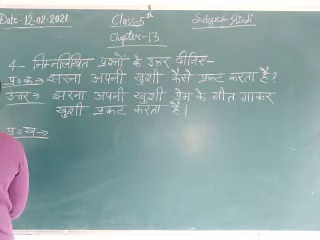 Date-12-02-2021 Class-5th Subject-Hindi
Chapter-13
4- निम्नलिखित प्रश्नों के उत्तर दीजिए-
प्र०क→ झरना अपनी खुशी कैसे प्रकट करता है?
उत्तर→ झरना अपनी खुशी प्रेम के गीत गाकर
खुशी प्रकट करता है।
प्र०ख→